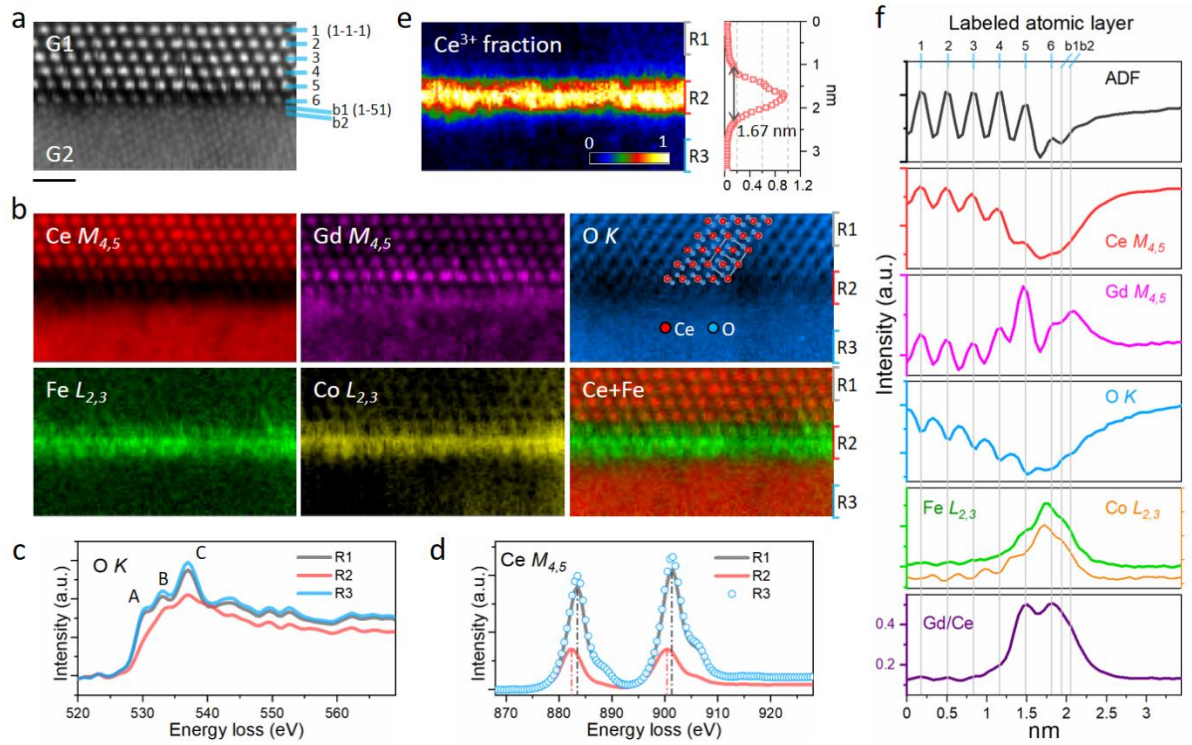 a
G1
1 (1-1-1)
2
3
4
5
6
b1 (1-51)
b2
G2
e
Ce3+ fraction
0 1
R1
R2
R3
0
1
2
3
nm
1.67 nm
0 0.4 0.8 1.2
b
Ce M4,5
Gd M4,5
O K
Ce O
R1
R2
R3
Fe L2,3
Co L2,3
Ce+Fe
R1
R2
R3
c
O K
A
B
C
R1
R2
R3
Intensity (a.u.)
520 530 540 550 560
Energy loss (eV)
d
Ce M4,5
R1
R2
R3
Intensity (a.u.)
870 880 890 900 910 920
Energy loss (eV)
f
Labeled atomic layer
1 2 3 4 5 6 b1b2
ADF
Ce M4,5
Gd M4,5
O K
Fe L2,3
Co L2,3
Gd/Ce
0.4
0.2
Intensity (a.u.)
0 0.5 1 1.5 2 2.5 3
nm